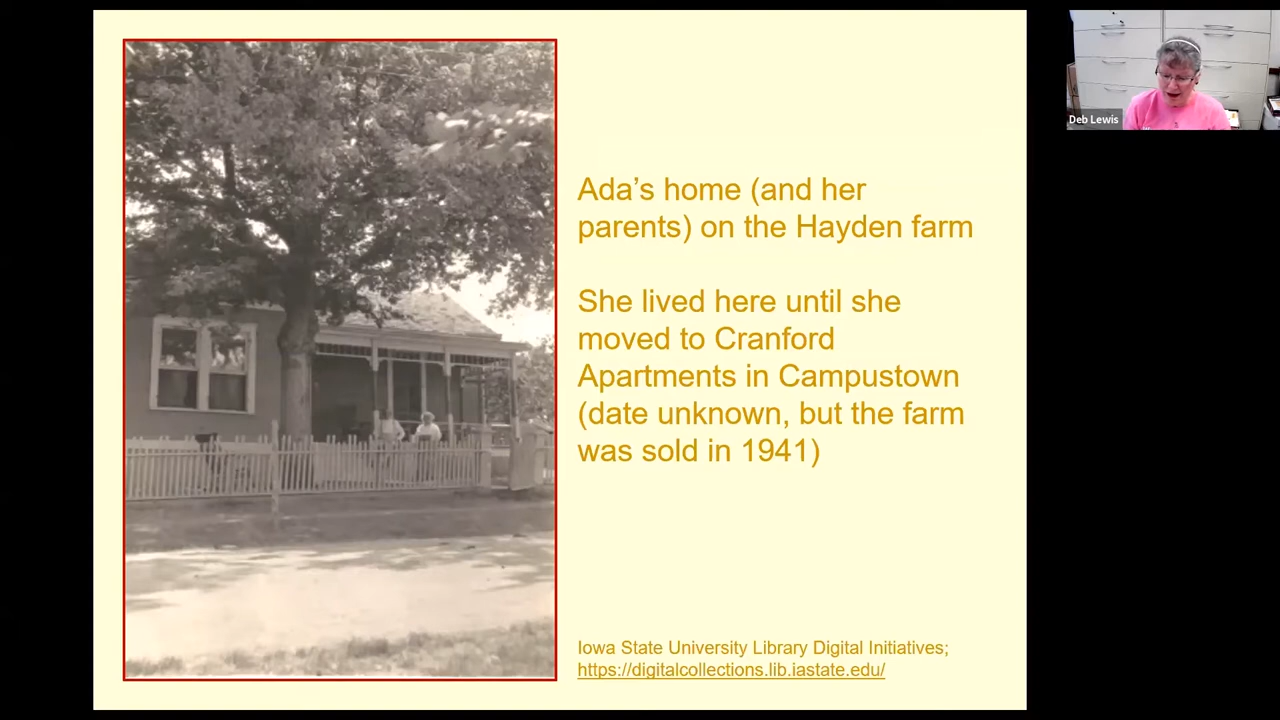 Ada’s home (and her
parents) on the Hayden farm
She lived here until she
moved to Cranford
Apartments in Campustown
(date unknown, but the farm
was sold in 1941)
Iowa State University Library Digital Initiatives;
https://digitalcollections.lib.iastate.edu/
Deb Lewis